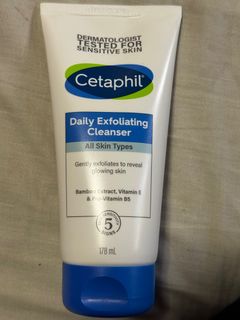 DERMATOLOGIST
TESTED FOR
SENSITIVE SKIN
Cetaphil®
Daily Exfoliating
Cleanser
All Skin Types
Gently exfoliates to reveal
glowing skin
Bamboo Extract, Vitamin E
& Pro-Vitamin B5
5
SIGNS
178 mL